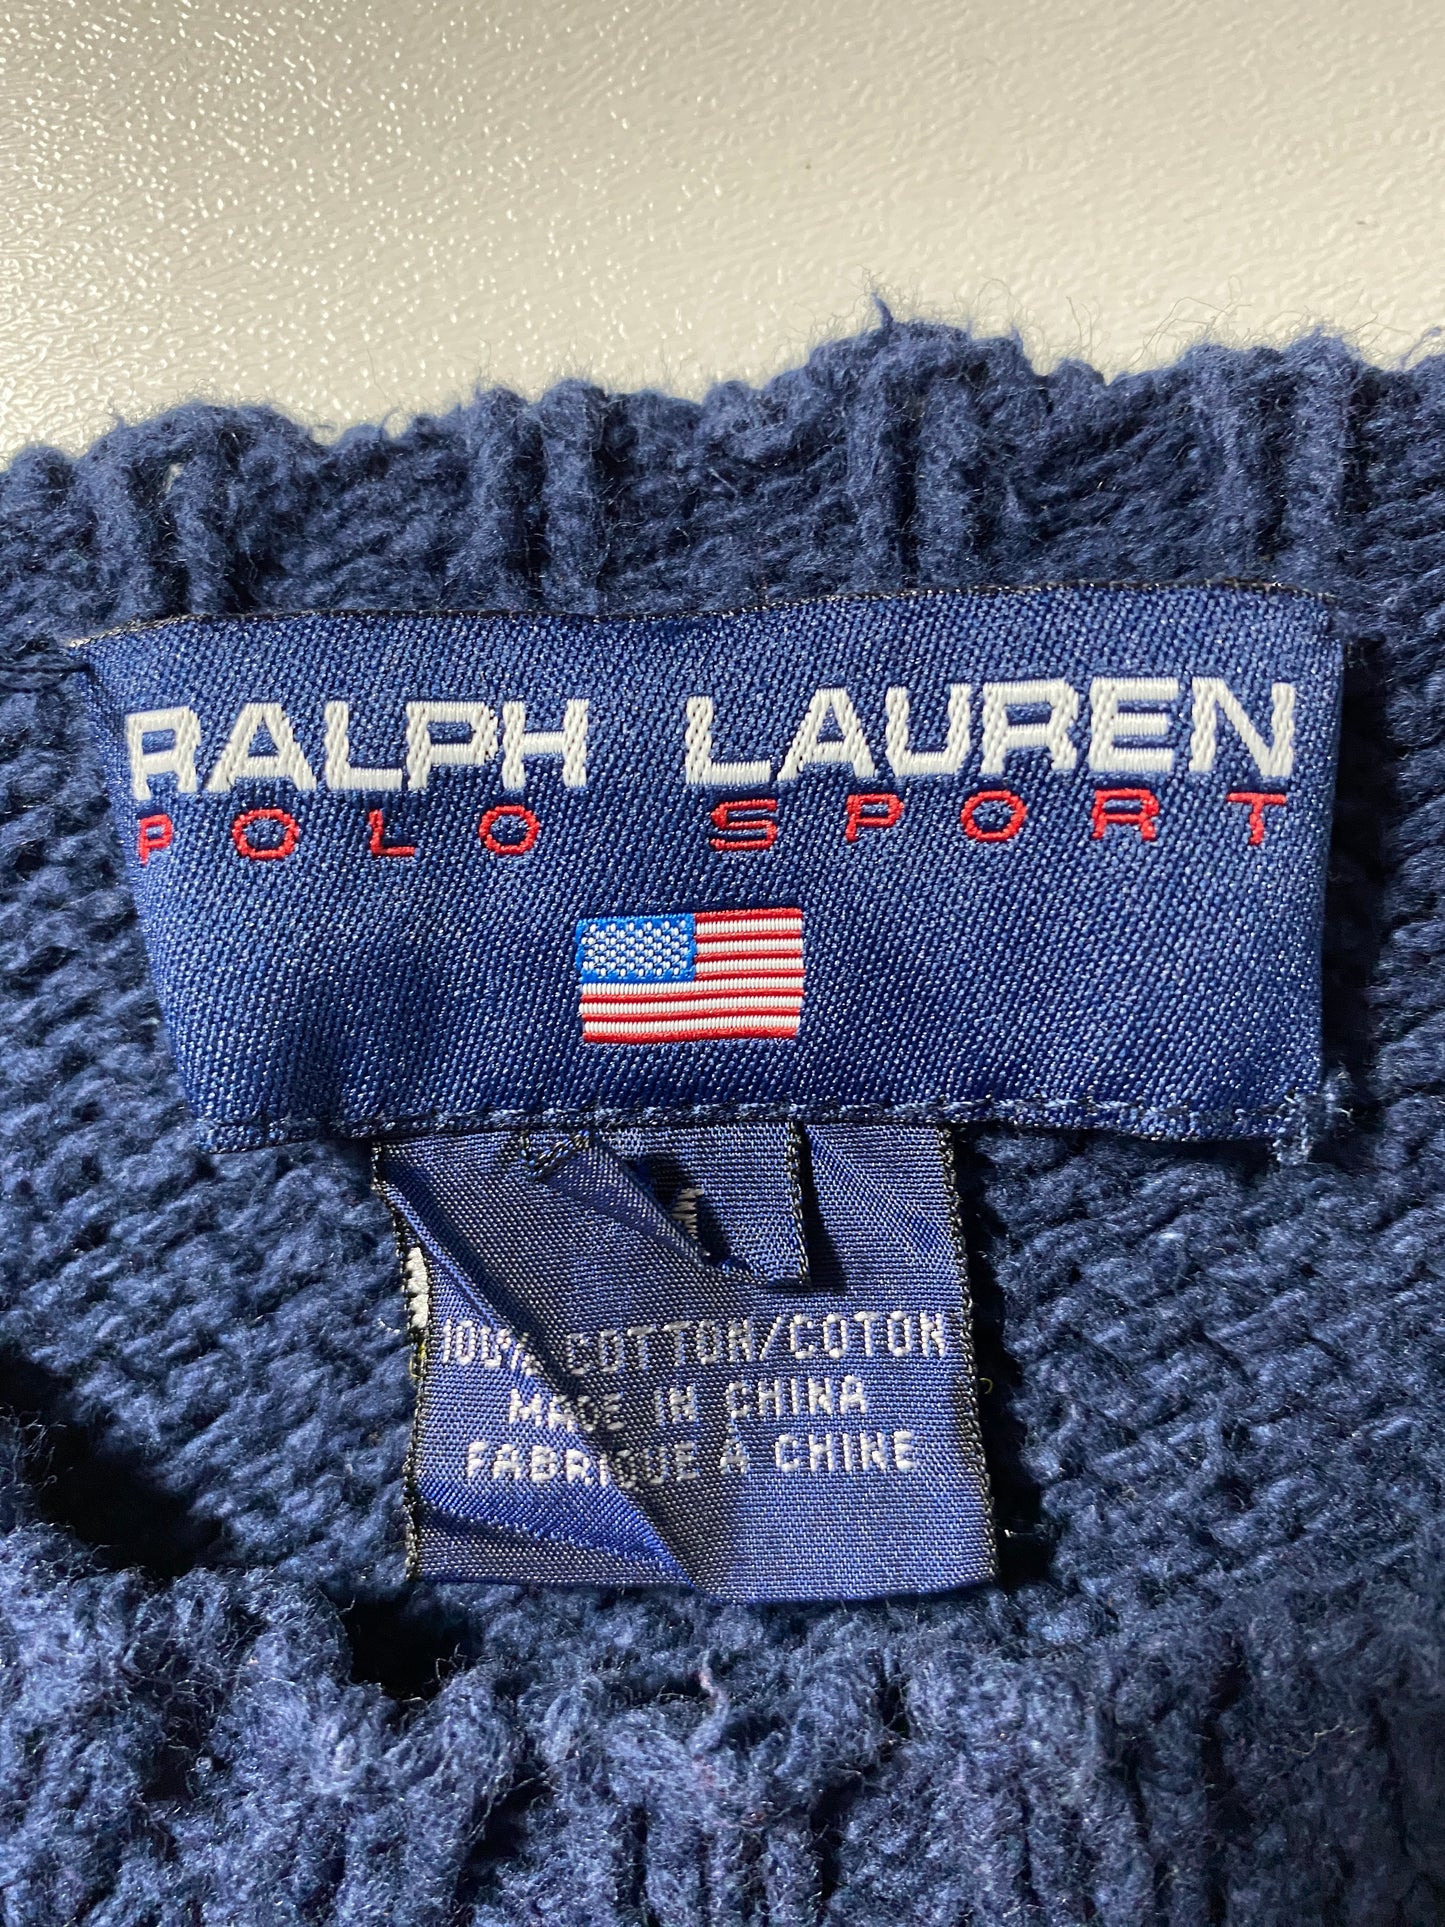 RALPH LAUREN
POLO SPORT
100% COTTON/COTON
MADE IN CHINA
FABRIQUE A CHINE